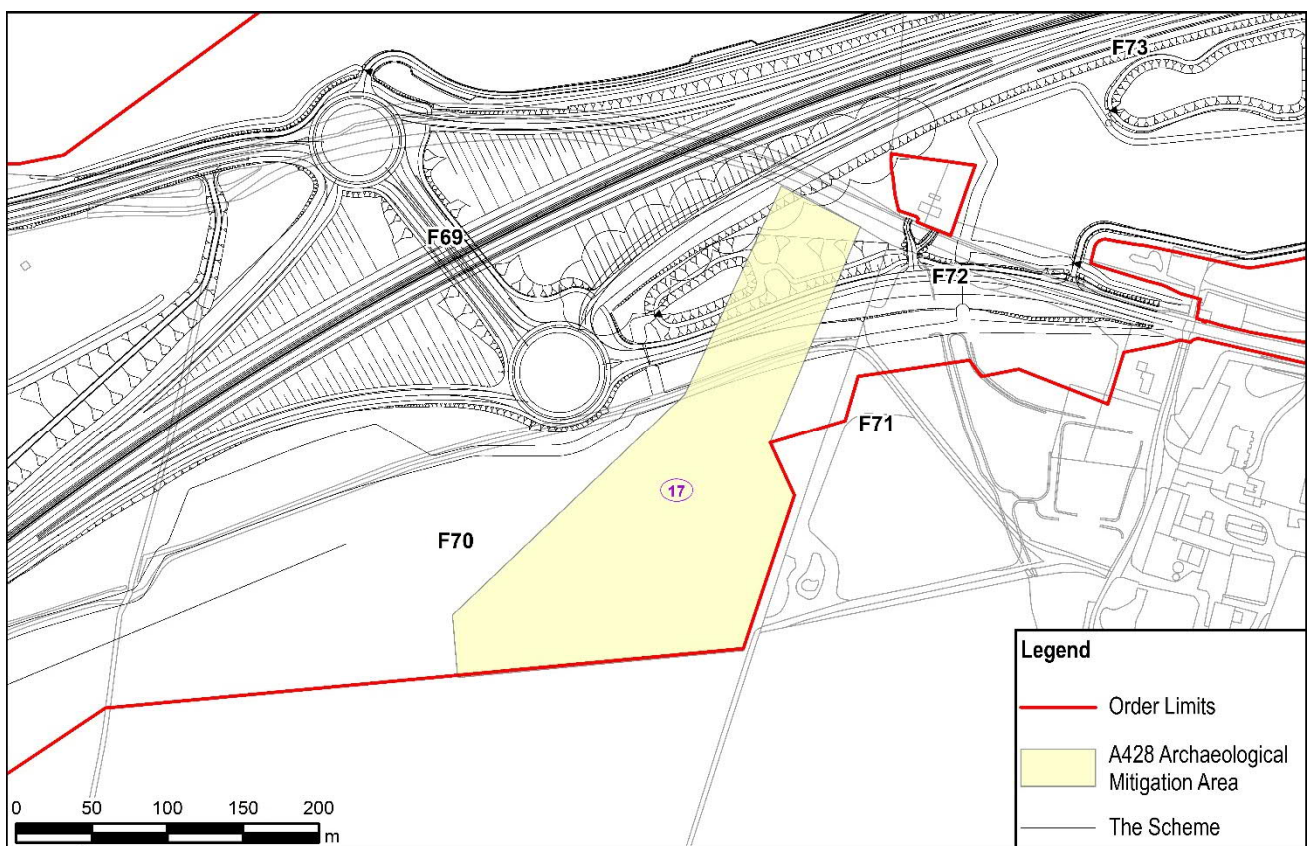 F73
F69
F72
F71
17
F70
Legend
Order Limits
A428 Archaeological
Mitigation Area
The Scheme
0 50 100 150 200
m